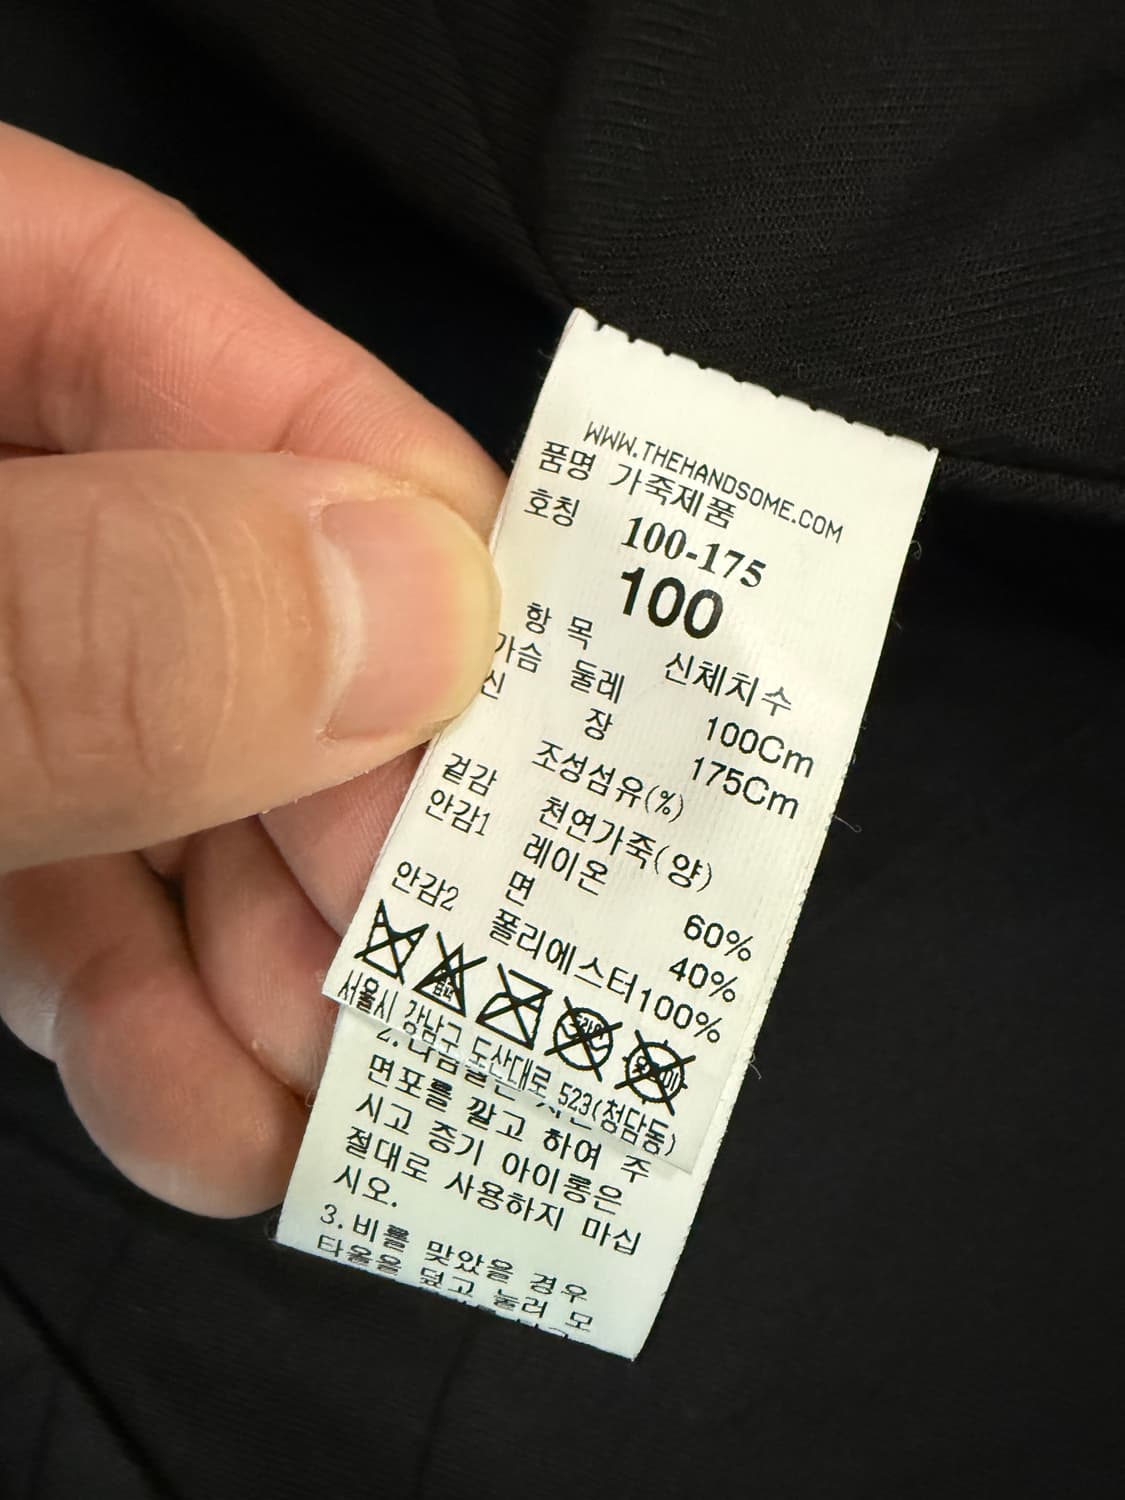 WWW.THEHANDSOME.COM
품명 가죽제품
호칭 100-175
100
항 목 신체치수
가슴 둘레 100Cm
신 장 175Cm
조성섬유(%)
겉감 천연가죽(양)
안감1 레이온 60%
면 40%
안감2 폴리에스터100%
서울시 강남구 도산대로 523(청담동)
2.다림질은
면포를 깔고 하여 주
시고 증기 아이롱은
절대로 사용하지 마십
시오.
3.비를 맞았을 경우
타올을 덮고 눌러 모